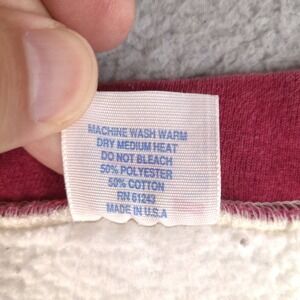 MACHINE WASH WARM
DRY MEDIUM HEAT
DO NOT BLEACH
50% POLYESTER
50% COTTON
RN 61243
MADE IN U.S.A